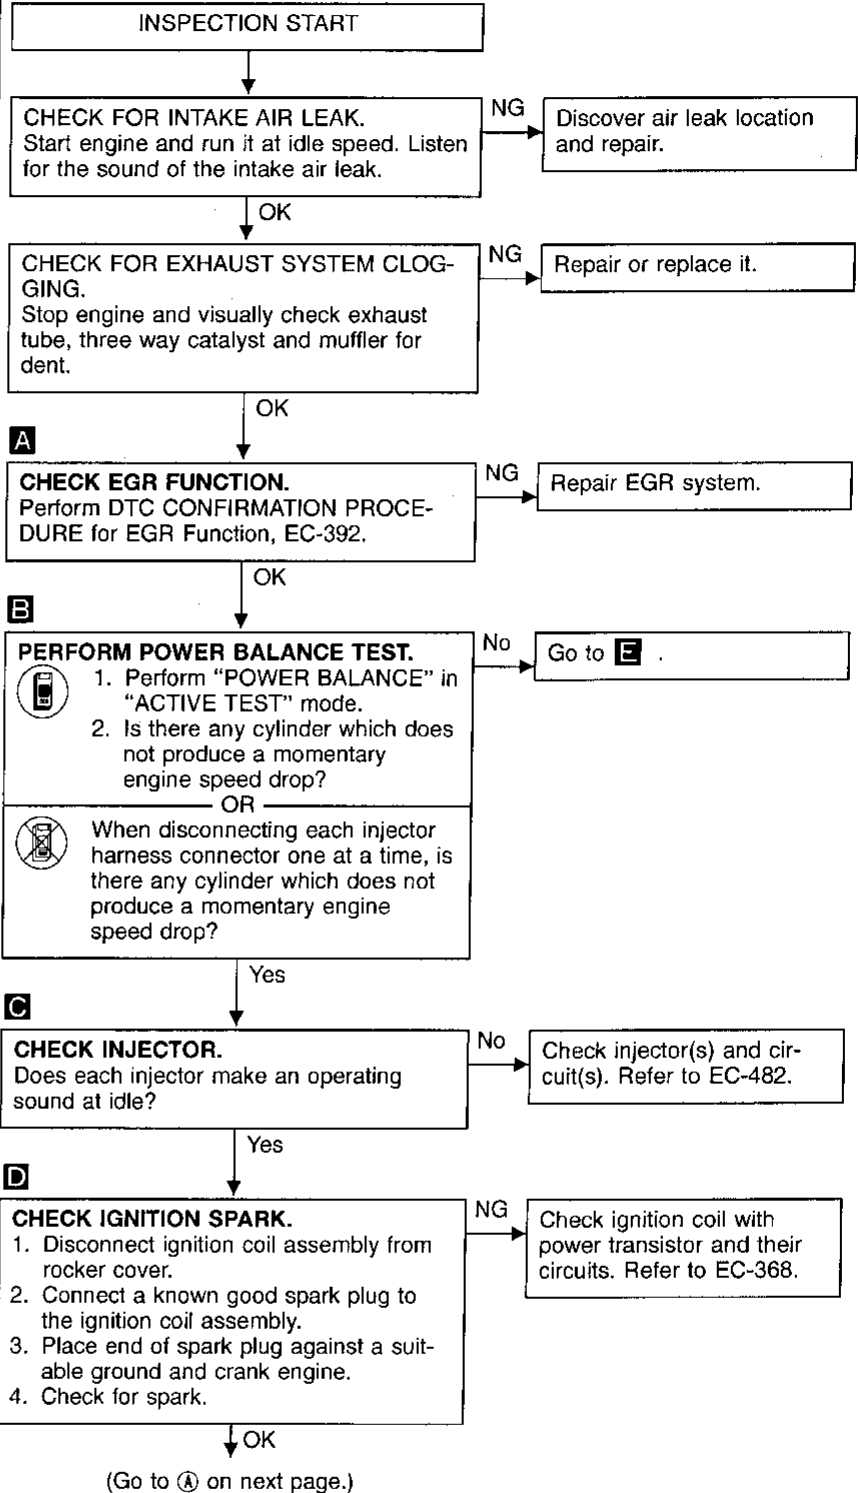 INSPECTION START
CHECK FOR INTAKE AIR LEAK.
Start engine and run it at idle speed. Listen
for the sound of the intake air leak.
NG
Discover air leak location
and repair.
OK
CHECK FOR EXHAUST SYSTEM CLOG-
GING.
Stop engine and visually check exhaust
tube, three way catalyst and muffler for
dent.
NG
Repair or replace it.
OK
A
CHECK EGR FUNCTION.
Perform DTC CONFIRMATION PROCE-
DURE for EGR Function, EC-392.
NG
Repair EGR system.
OK
B
PERFORM POWER BALANCE TEST.
1. Perform “POWER BALANCE” in
“ACTIVE TEST” mode.
2. Is there any cylinder which does
not produce a momentary
engine speed drop?
No
Go to E .
OR
When disconnecting each injector
harness connector one at a time, is
there any cylinder which does not
produce a momentary engine
speed drop?
Yes
C
CHECK INJECTOR.
Does each injector make an operating
sound at idle?
No
Check injector(s) and cir-
cuit(s). Refer to EC-482.
Yes
D
CHECK IGNITION SPARK.
1. Disconnect ignition coil assembly from
rocker cover.
2. Connect a known good spark plug to
the ignition coil assembly.
3. Place end of spark plug against a suit-
able ground and crank engine.
4. Check for spark.
NG
Check ignition coil with
power transistor and their
circuits. Refer to EC-368.
OK
(Go to Ⓐ on next page.)